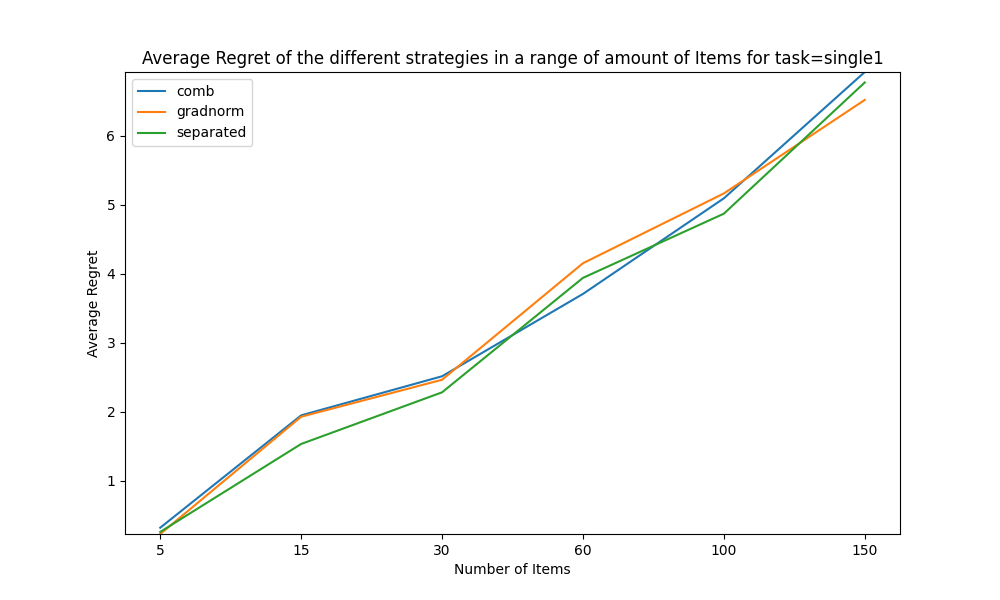 Average Regret of the different strategies in a range of amount of Items for task=single1
comb
gradnorm
separated
6
5
4
3
2
1
Average Regret
5 15 30 60 100 150
Number of Items